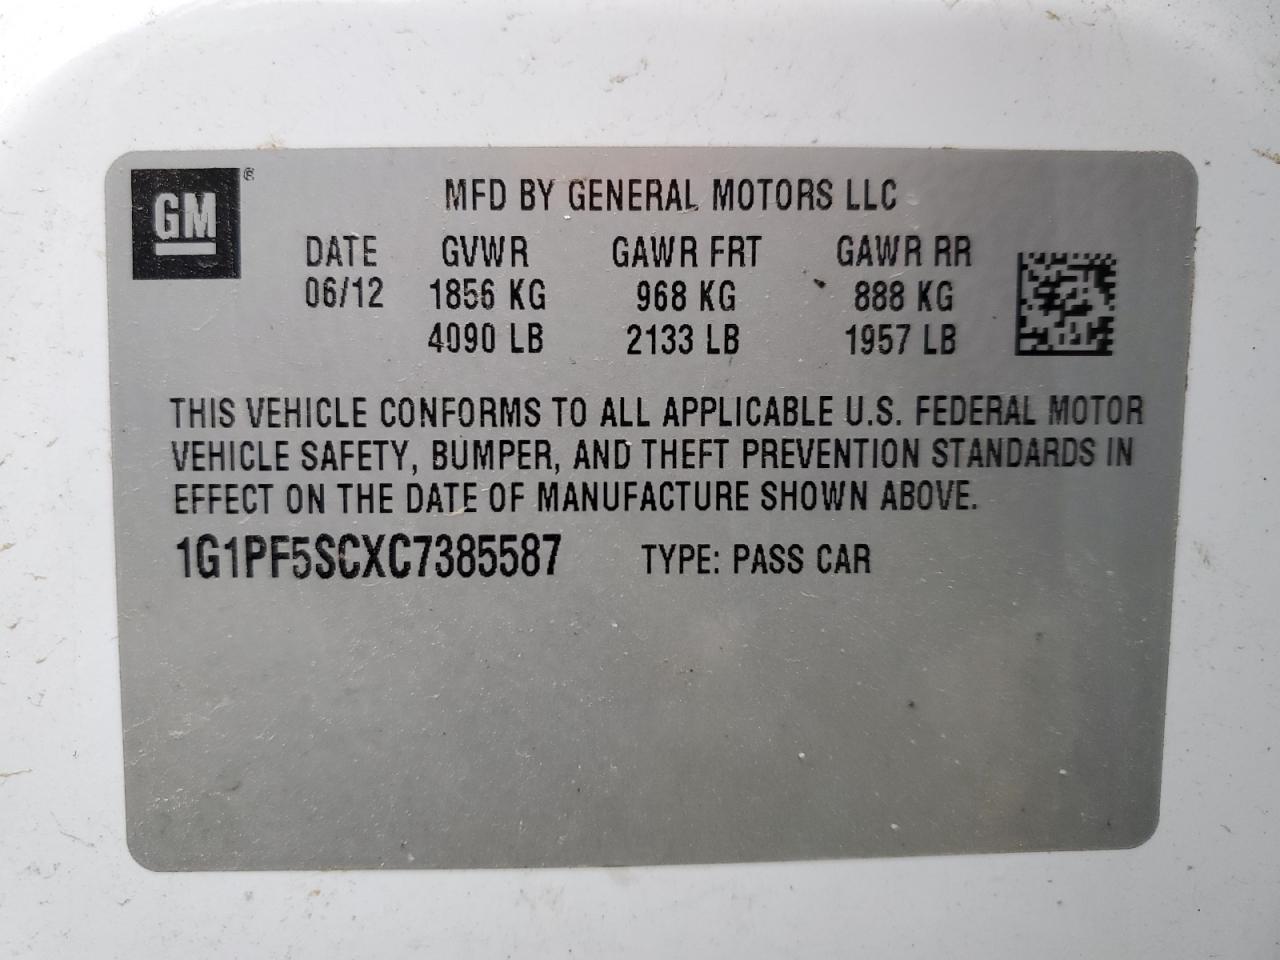 GM ®
MFD BY GENERAL MOTORS LLC
DATE GVWR GAWR FRT GAWR RR
06/12 1856 KG 968 KG 888 KG
4090 LB 2133 LB 1957 LB
THIS VEHICLE CONFORMS TO ALL APPLICABLE U.S. FEDERAL MOTOR
VEHICLE SAFETY, BUMPER, AND THEFT PREVENTION STANDARDS IN
EFFECT ON THE DATE OF MANUFACTURE SHOWN ABOVE.
1G1PF5SCXC7385587 TYPE: PASS CAR